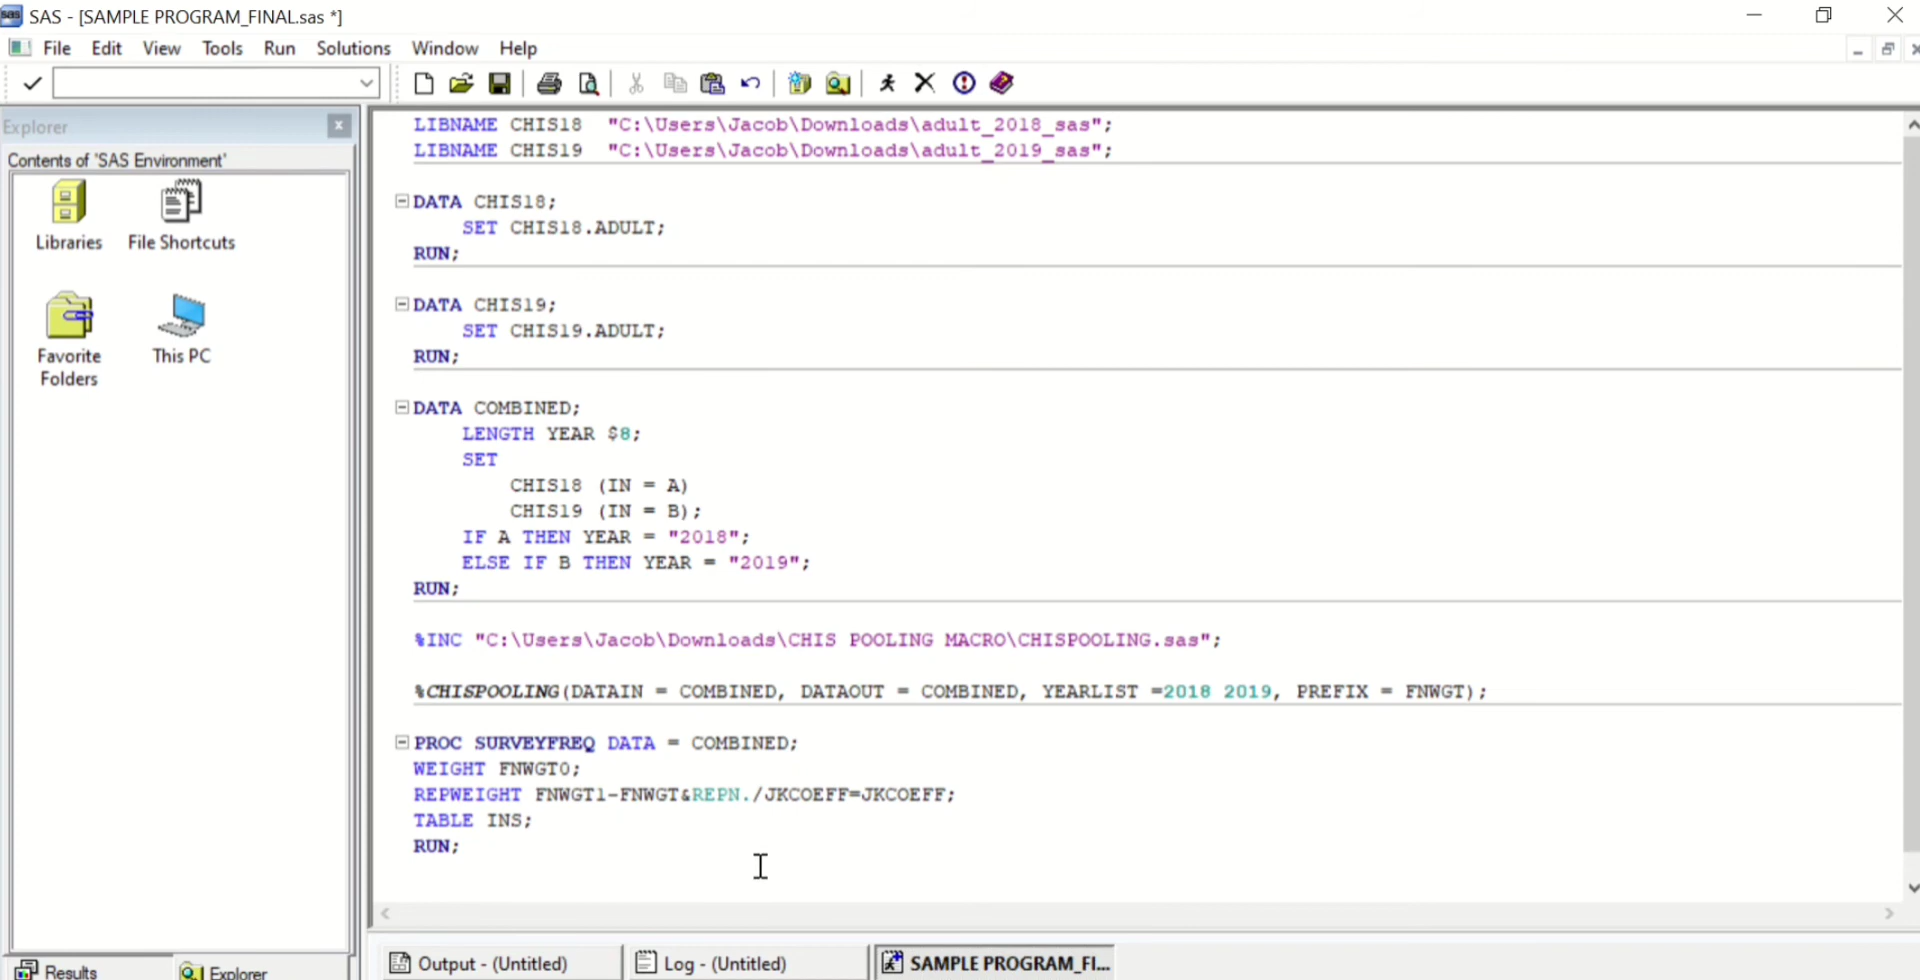 SAS - [SAMPLE PROGRAM_FINAL.sas *]
File Edit View Tools Run Solutions Window Help
Explorer
Contents of 'SAS Environment'
Libraries File Shortcuts
Favorite Folders
This PC
LIBNAME CHIS18 "C:\Users\Jacob\Downloads\adult_2018_sas";
LIBNAME CHIS19 "C:\Users\Jacob\Downloads\adult_2019_sas";
DATA CHIS18;
SET CHIS18.ADULT;
RUN;
DATA CHIS19;
SET CHIS19.ADULT;
RUN;
DATA COMBINED;
LENGTH YEAR $8;
SET
CHIS18 (IN = A)
CHIS19 (IN = B);
IF A THEN YEAR = "2018";
ELSE IF B THEN YEAR = "2019";
RUN;
%INC "C:\Users\Jacob\Downloads\CHIS POOLING MACRO\CHISPOOLING.sas";
%CHISPOOLING(DATAIN = COMBINED, DATAOUT = COMBINED, YEARLIST =2018 2019, PREFIX = FNWGT);
PROC SURVEYFREQ DATA = COMBINED;
WEIGHT FNWGT0;
REPWEIGHT FNWGT1-FNWGT&REPN./JKCOEFF=JKCOEFF;
TABLE INS;
RUN;
Results Explorer
Output - (Untitled) Log - (Untitled) SAMPLE PROGRAM_FI...